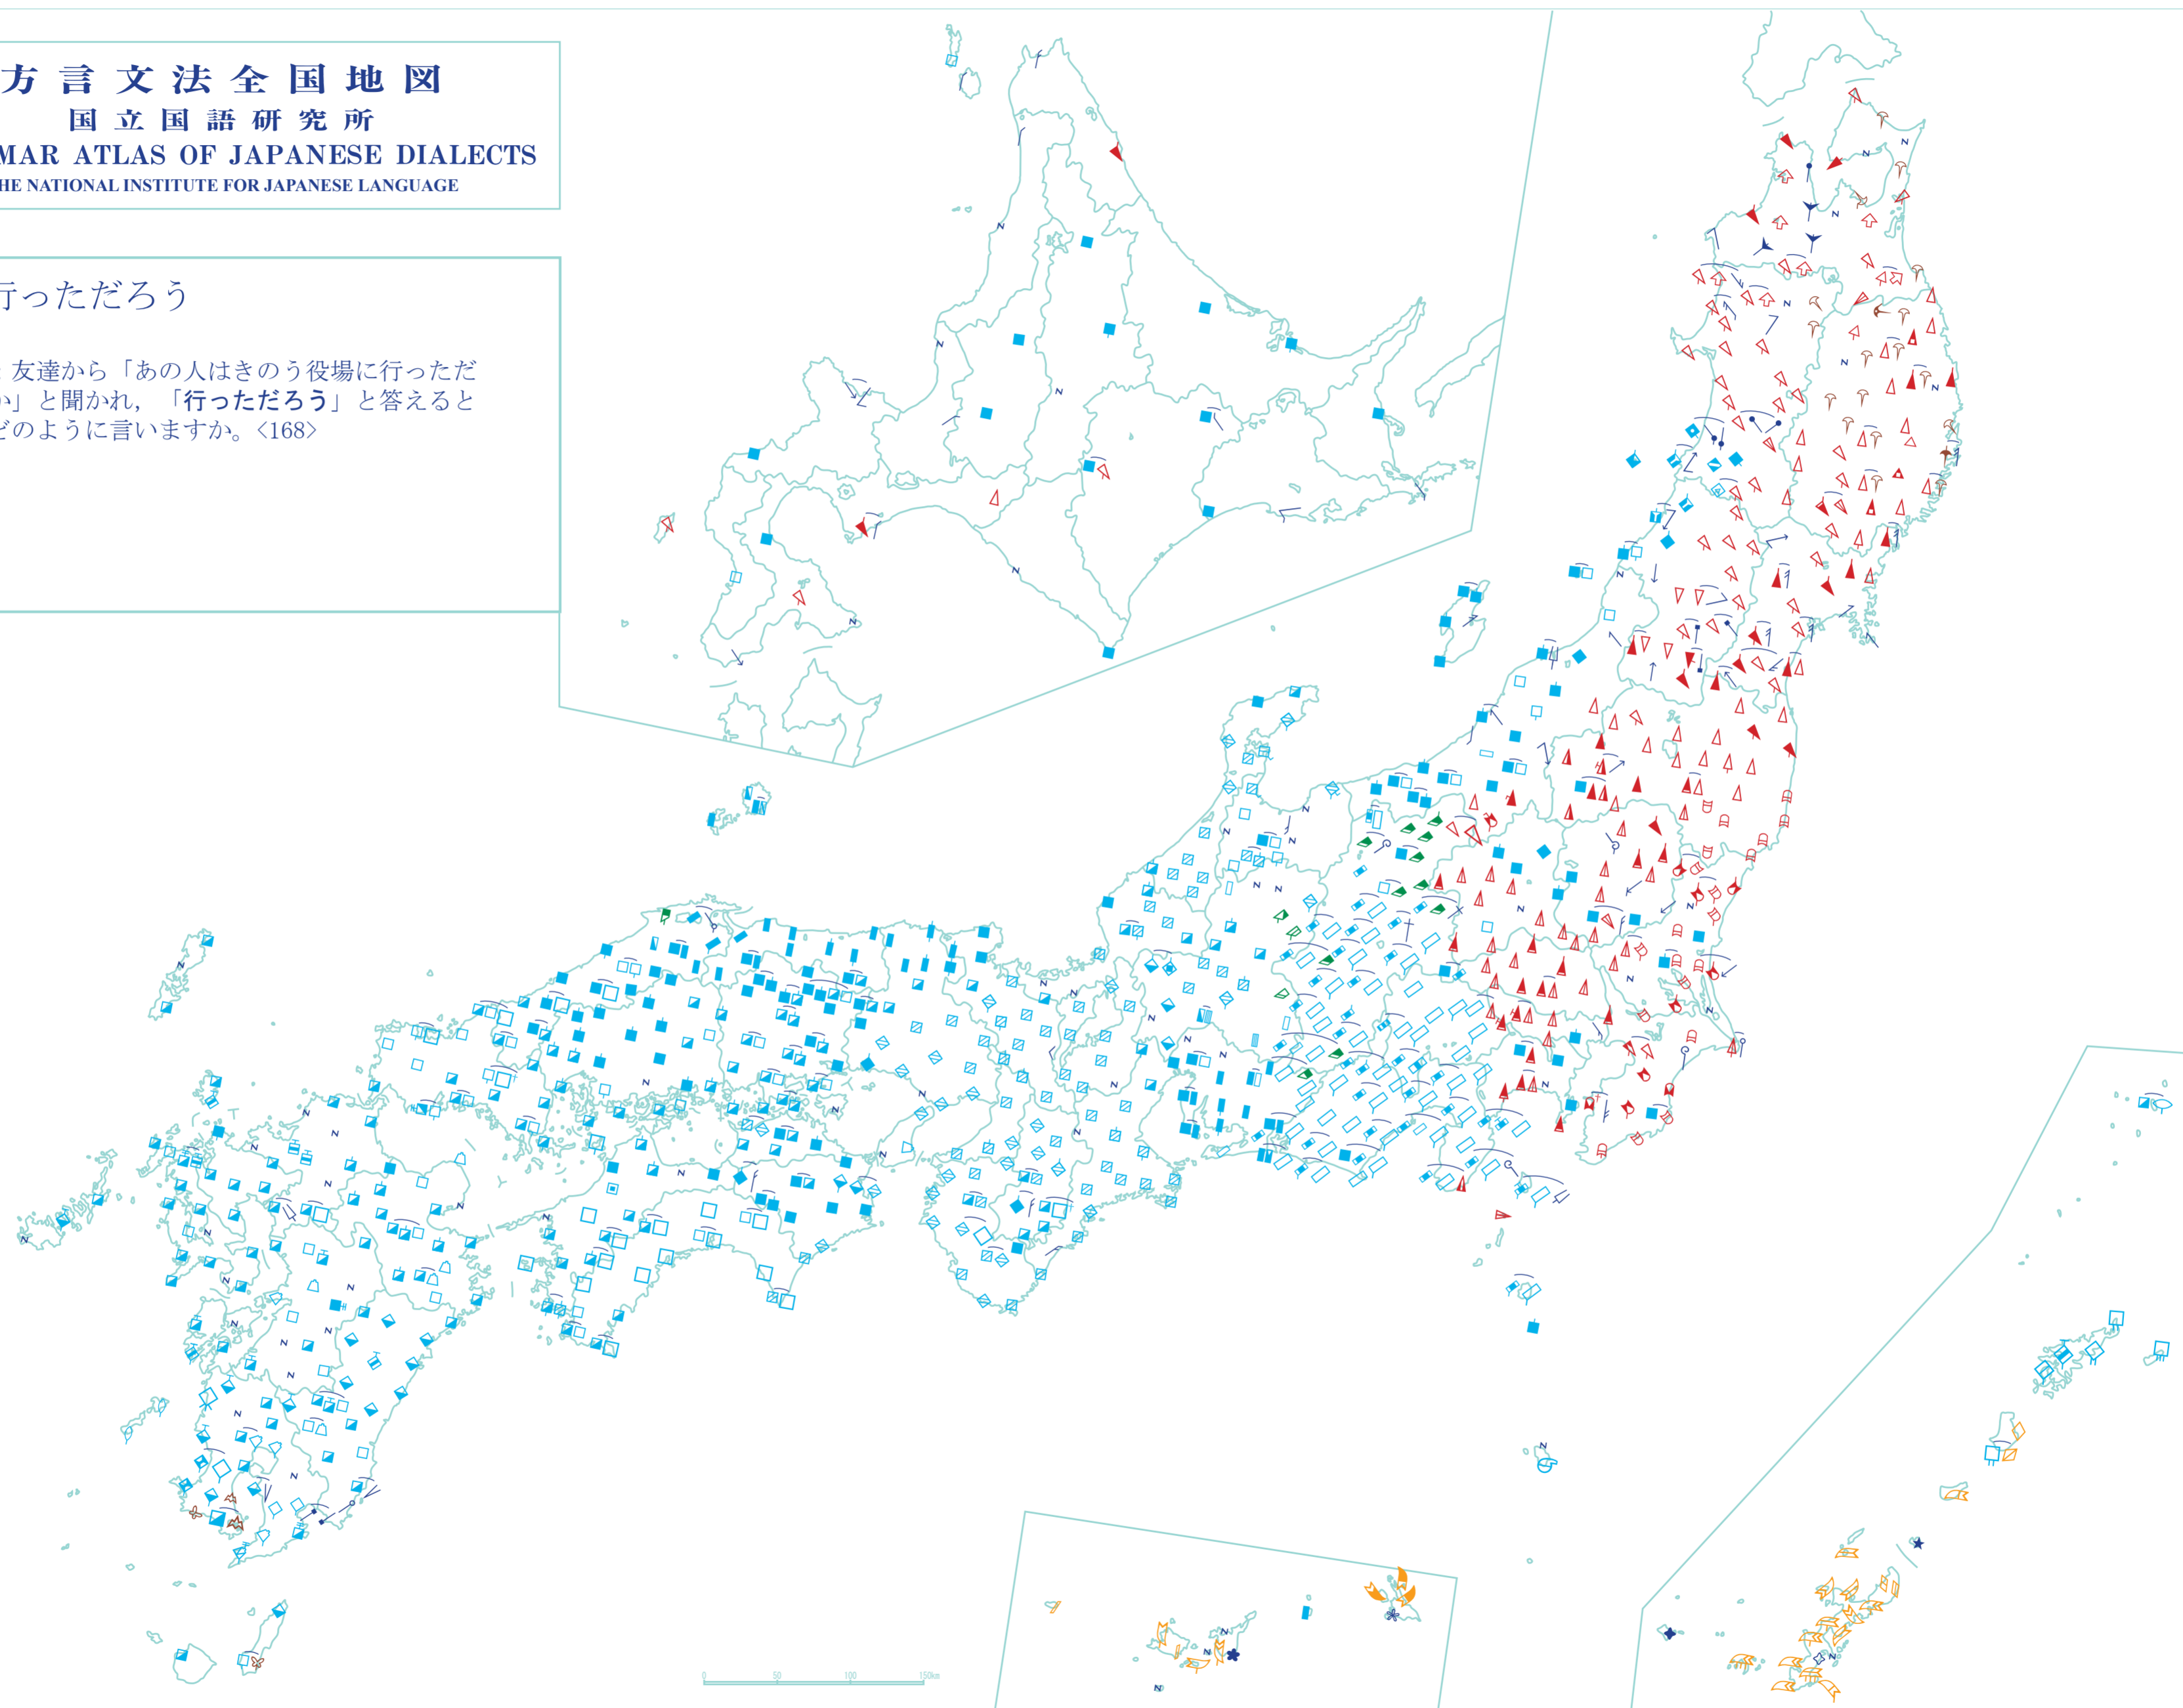 方言文法全国地図
国立国語研究所
MAR ATLAS OF JAPANESE DIALECTS
HE NATIONAL INSTITUTE FOR JAPANESE LANGUAGE
行っただろう
友達から「あの人はきのう役場に行っただ
」と聞かれ，「行っただろう」と答えると
どのように言いますか。〈168〉
0 50 100 150km